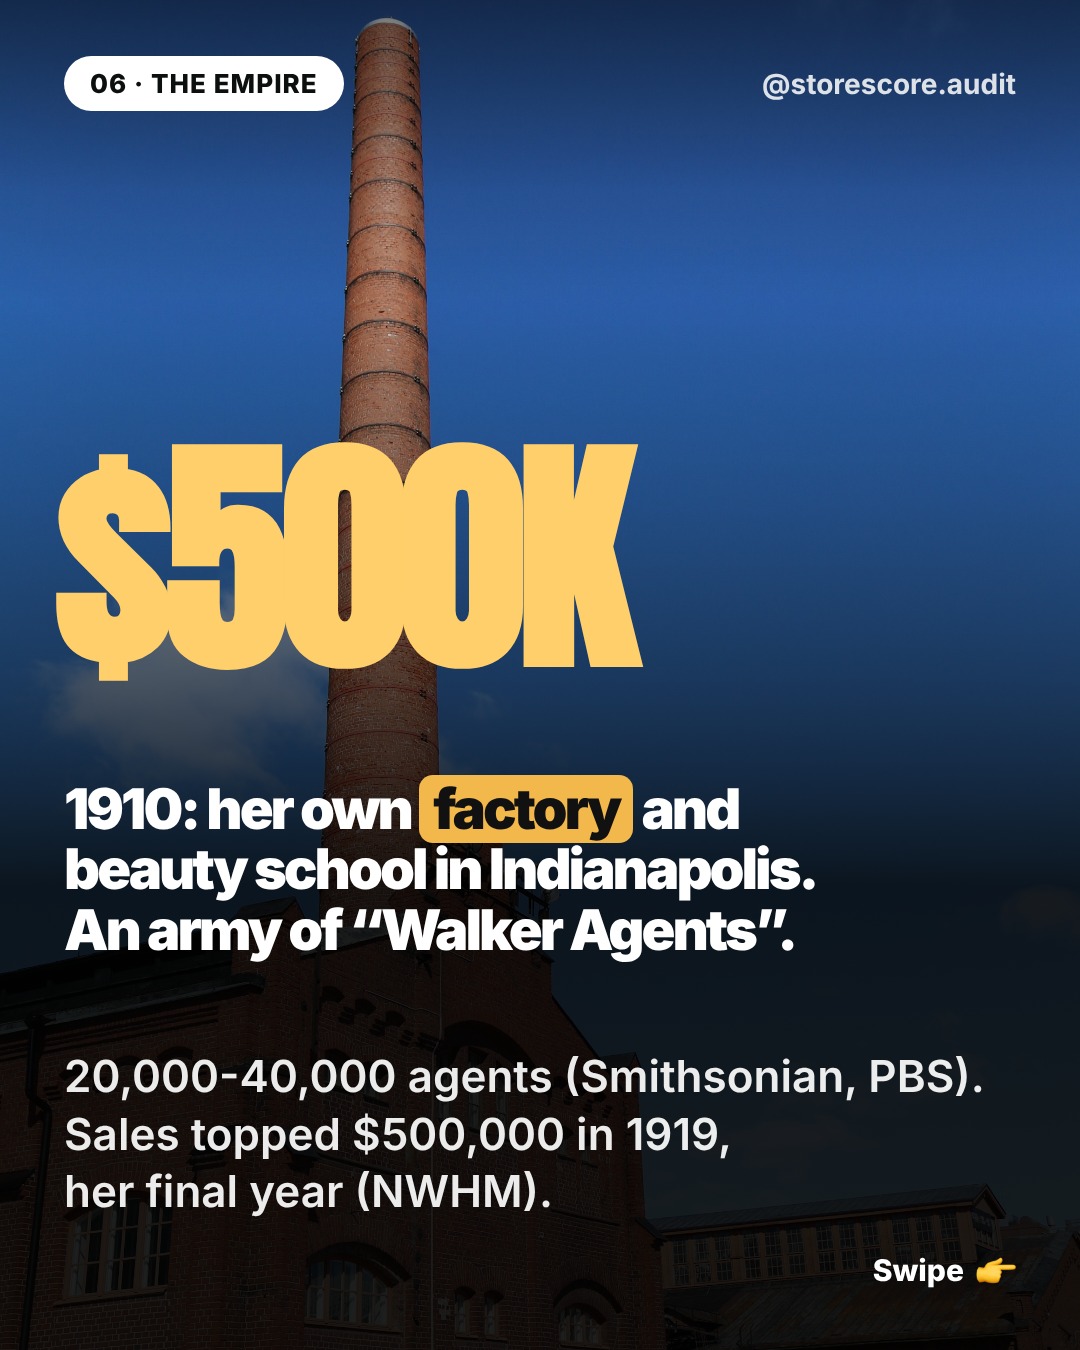 06 · THE EMPIRE
@storescore.audit
$500K
1910: her own factory and
beauty school in Indianapolis.
An army of “Walker Agents”.
20,000-40,000 agents (Smithsonian, PBS).
Sales topped $500,000 in 1919,
her final year (NWHM).
Swipe 👉